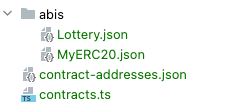 abis
Lottery.json
MyERC20.json
contract-addresses.json
TS contracts.ts